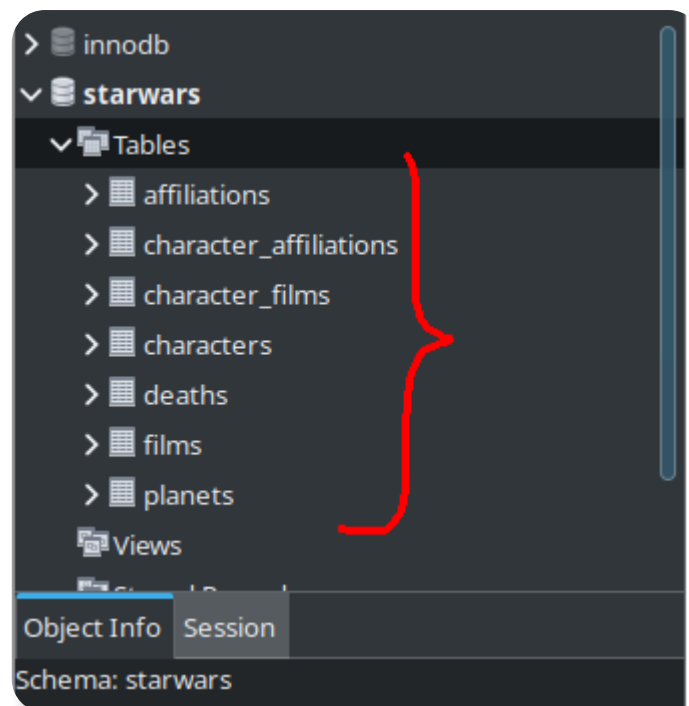 innodb
starwars
Tables
affiliations
character_affiliations
character_films
characters
deaths
films
planets
Views
Object Info Session
Schema: starwars